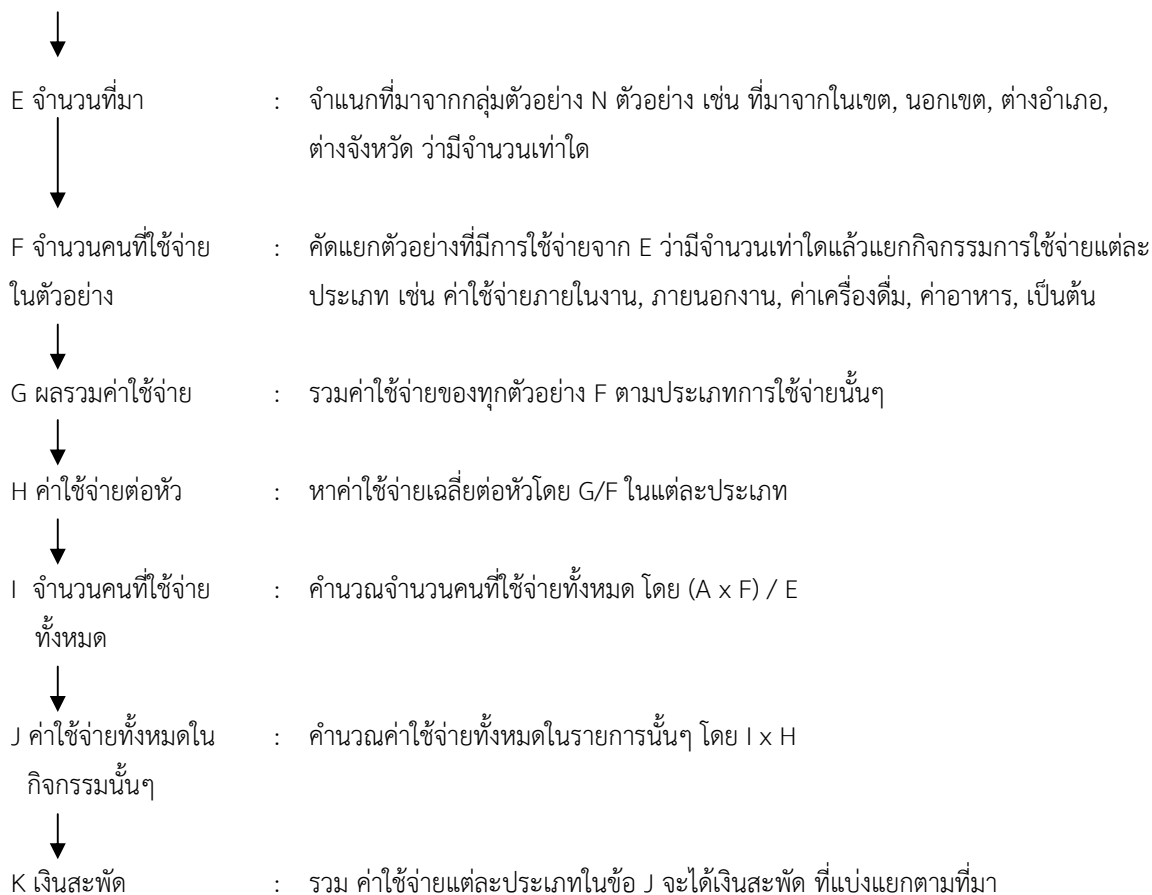 E จำนวนที่มา : จำแนกที่มาจากกลุ่มตัวอย่าง N ตัวอย่าง เช่น ที่มาจากในเขต, นอกเขต, ต่างอำเภอ,
ต่างจังหวัด ว่ามีจำนวนเท่าใด
F จำนวนคนที่ใช้จ่าย : คัดแยกตัวอย่างที่มีการใช้จ่ายจาก E ว่ามีจำนวนเท่าใดแล้วแยกกิจกรรมการใช้จ่ายแต่ละ
ในตัวอย่าง ประเภท เช่น ค่าใช้จ่ายภายในงาน, ภายนอกงาน, ค่าเครื่องดื่ม, ค่าอาหาร, เป็นต้น
G ผลรวมค่าใช้จ่าย : รวมค่าใช้จ่ายของทุกตัวอย่าง F ตามประเภทการใช้จ่ายนั้นๆ
H ค่าใช้จ่ายต่อหัว : หาค่าใช้จ่ายเฉลี่ยต่อหัวโดย G/F ในแต่ละประเภท
I จำนวนคนที่ใช้จ่าย : คำนวณจำนวนคนที่ใช้จ่ายทั้งหมด โดย (A x F) / E
ทั้งหมด
J ค่าใช้จ่ายทั้งหมดใน : คำนวณค่าใช้จ่ายทั้งหมดในรายการนั้นๆ โดย I x H
กิจกรรมนั้นๆ
K เงินสะพัด : รวม ค่าใช้จ่ายแต่ละประเภทในข้อ J จะได้เงินสะพัด ที่แบ่งแยกตามที่มา